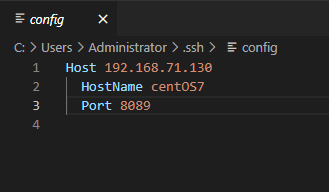 config
C: > Users > Administrator > .ssh > config
1 Host 192.168.71.130
2 HostName centOS7
3 Port 8089
4